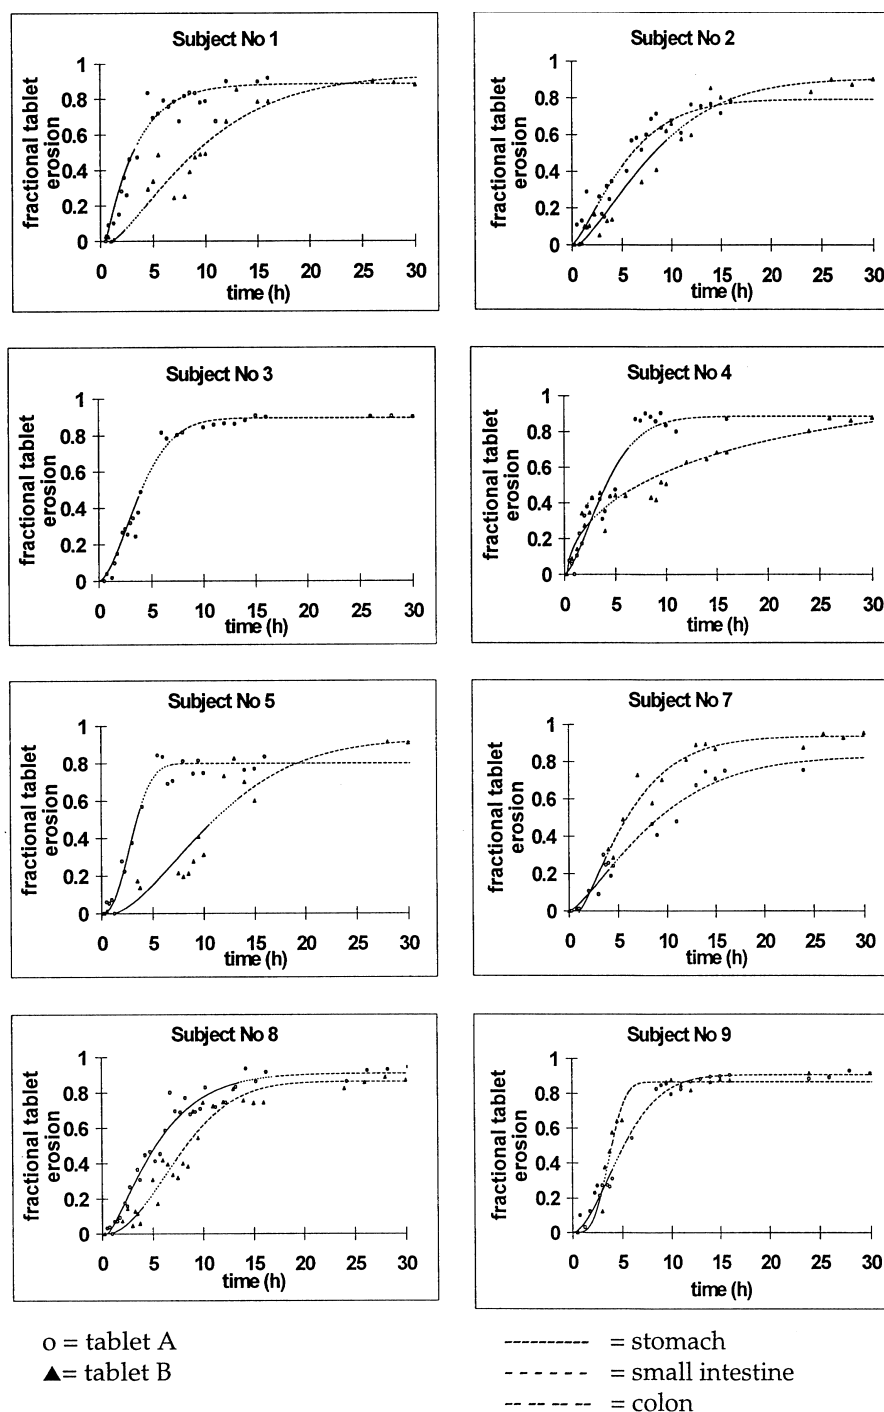 Subject No 1
fractional tablet
erosion
1
0.8
0.6
0.4
0.2
0
0 5 10 15 20 25 30
time (h)
Subject No 2
fractional tablet
erosion
1
0.8
0.6
0.4
0.2
0
0 5 10 15 20 25 30
time (h)
Subject No 3
fractional tablet
erosion
1
0.8
0.6
0.4
0.2
0
0 5 10 15 20 25 30
time (h)
Subject No 4
fractional tablet
erosion
1
0.8
0.6
0.4
0.2
0
0 5 10 15 20 25 30
time (h)
Subject No 5
fractional tablet
erosion
1
0.8
0.6
0.4
0.2
0
0 5 10 15 20 25 30
time (h)
Subject No 7
fractional tablet
erosion
1
0.8
0.6
0.4
0.2
0
0 5 10 15 20 25 30
time (h)
Subject No 8
fractional tablet
erosion
1
0.8
0.6
0.4
0.2
0
0 5 10 15 20 25 30
time (h)
Subject No 9
fractional tablet
erosion
1
0.8
0.6
0.4
0.2
0
0 5 10 15 20 25 30
time (h)
o = tablet A
▲= tablet B
= stomach
= small intestine
= colon